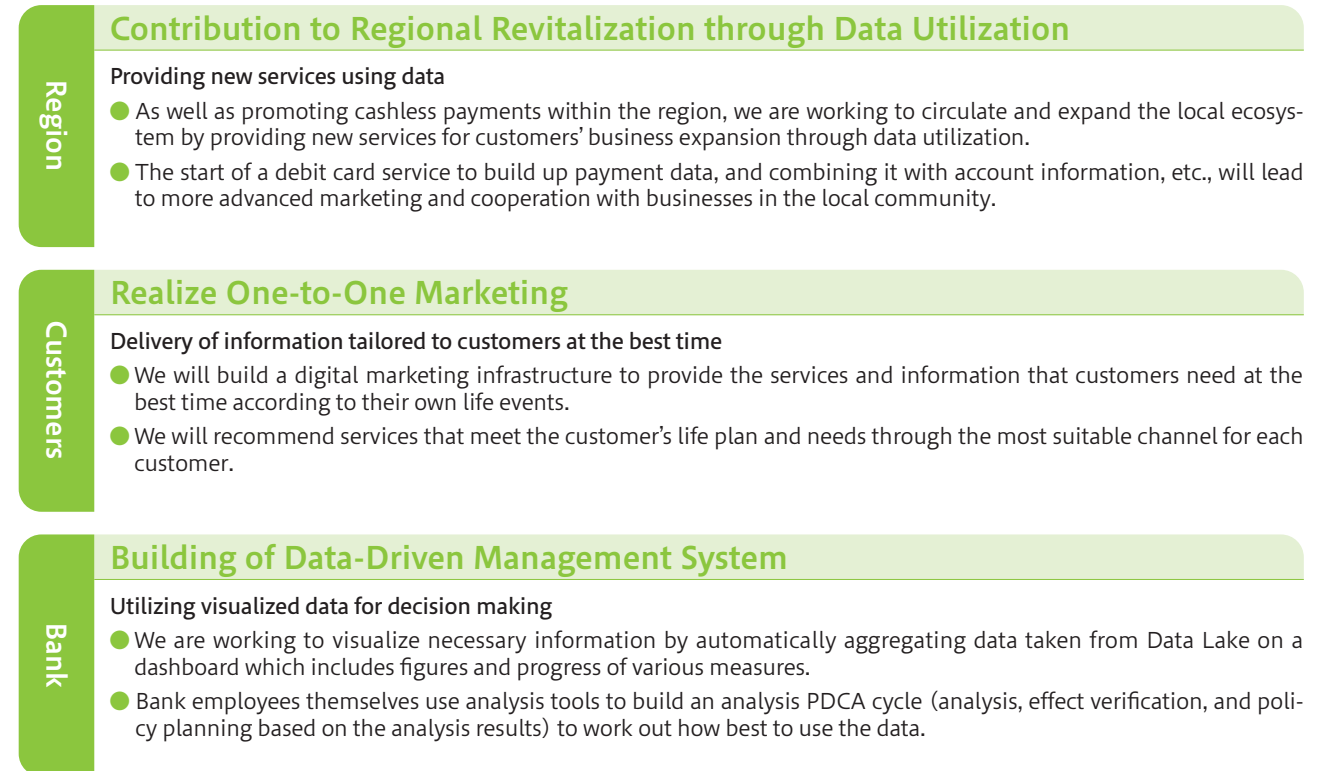 Region
Contribution to Regional Revitalization through Data Utilization
Providing new services using data
● As well as promoting cashless payments within the region, we are working to circulate and expand the local ecosys-
tem by providing new services for customers' business expansion through data utilization.
● The start of a debit card service to build up payment data, and combining it with account information, etc., will lead
to more advanced marketing and cooperation with businesses in the local community.
Customers
Realize One-to-One Marketing
Delivery of information tailored to customers at the best time
● We will build a digital marketing infrastructure to provide the services and information that customers need at the
best time according to their own life events.
● We will recommend services that meet the customer's life plan and needs through the most suitable channel for each
customer.
Bank
Building of Data-Driven Management System
Utilizing visualized data for decision making
● We are working to visualize necessary information by automatically aggregating data taken from Data Lake on a
dashboard which includes figures and progress of various measures.
● Bank employees themselves use analysis tools to build an analysis PDCA cycle (analysis, effect verification, and poli-
cy planning based on the analysis results) to work out how best to use the data.